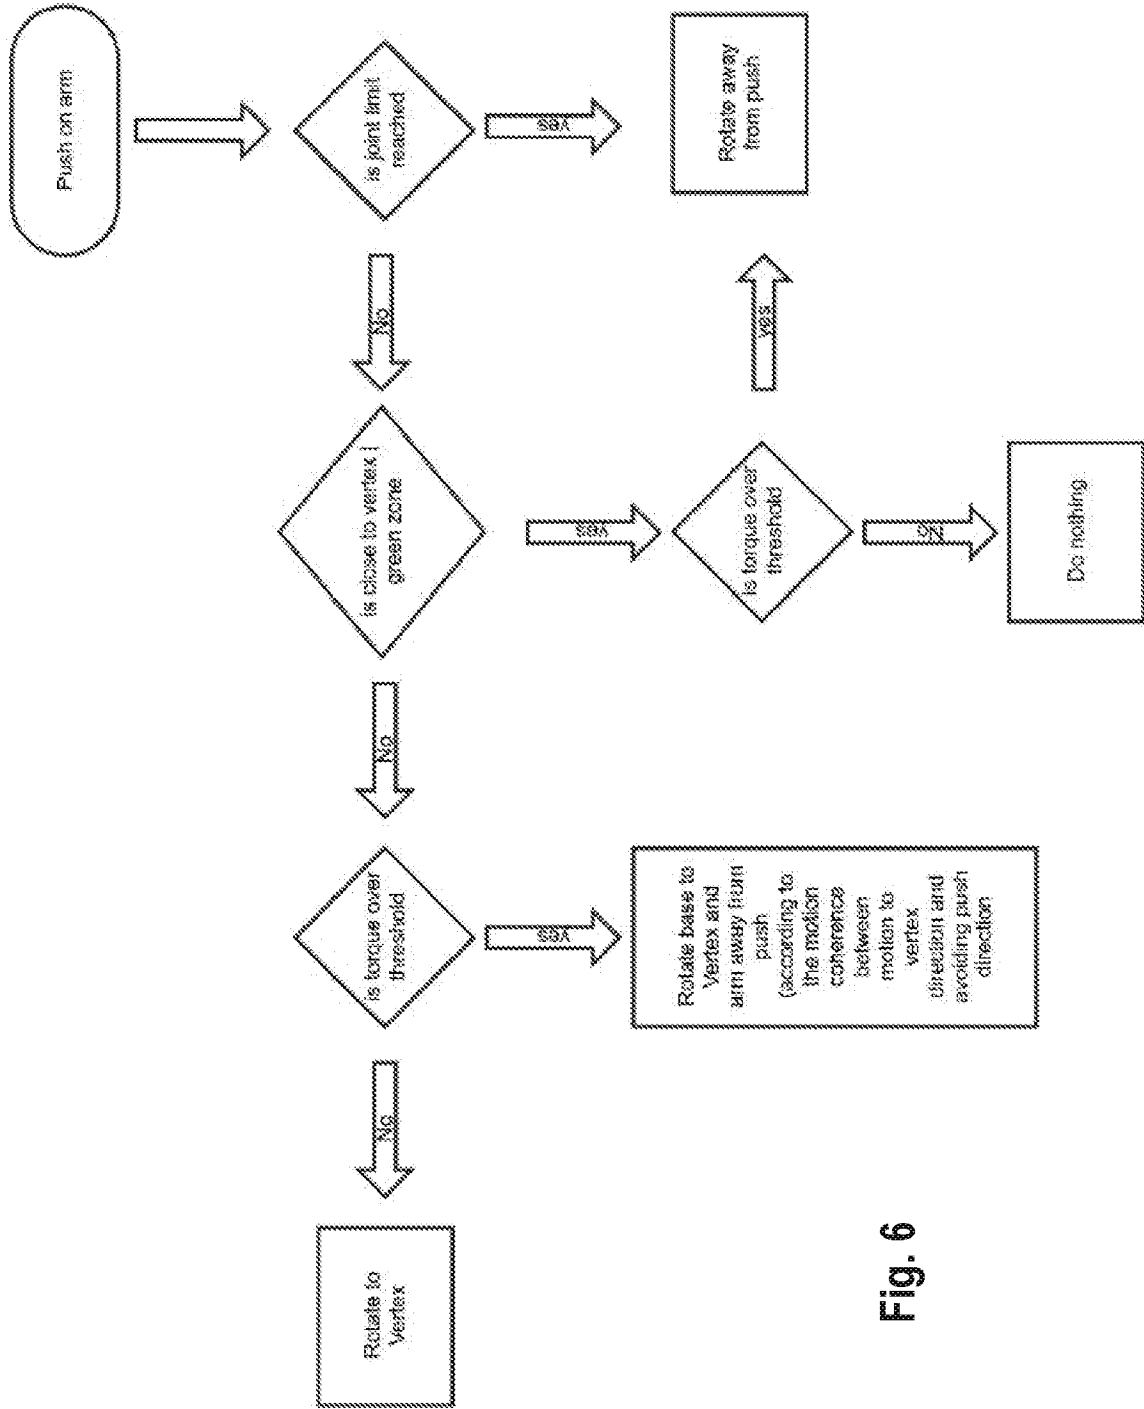 Push on arm
is joint limit
reached
yes
Rotate away
from push
No
is close to vertex |
green zone
yes
is torque over
threshold
yes
No
Do nothing
No
is torque over
threshold
yes
Rotate base to
Vertex and
arm away from
push
(according to
the motion
coherence
between
motion to
vertex
direction and
avoiding push
direction
No
Rotate to
Vertex
Fig. 6